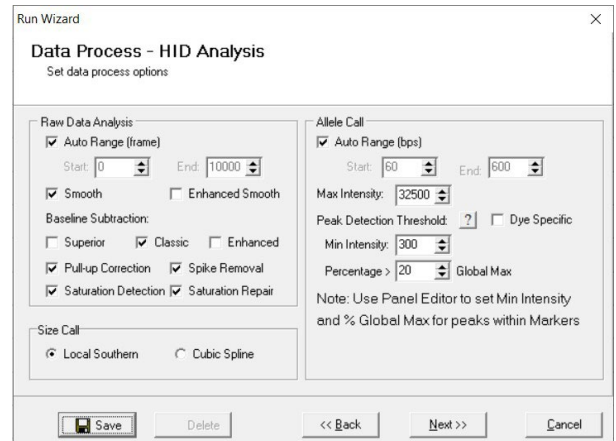 Run Wizard
Data Process - HID Analysis
Set data process options
Raw Data Analysis
Auto Range (frame)
Start: 0 End: 10000
Smooth Enhanced Smooth
Baseline Subtraction:
Superior Classic Enhanced
Pull-up Correction Spike Removal
Saturation Detection Saturation Repair
Size Call
Local Southern Cubic Spline
Allele Call
Auto Range (bps)
Start: 60 End: 600
Max Intensity: 32500
Peak Detection Threshold: ? Dye Specific
Min Intensity: 300
Percentage > 20 Global Max
Note: Use Panel Editor to set Min Intensity
and % Global Max for peaks within Markers
Save Delete << Back Next >> Cancel